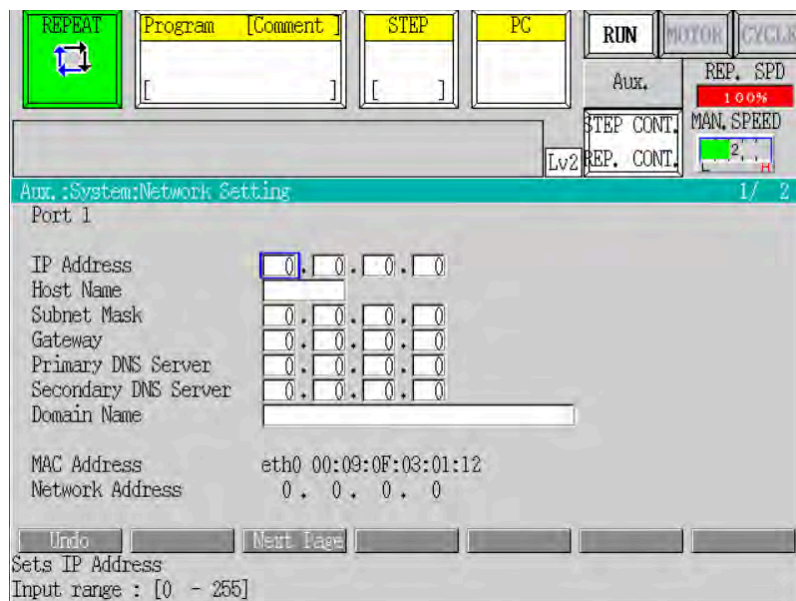 REPEAT
Program [Comment ]
[ ]
STEP
[ ]
PC
RUN
MOTOR
CYCLE
Aux.
REP. SPD
100%
STEP CONT.
REP. CONT.
MAN. SPEED
2
L H
Lv2
Aux.:System:Network Setting 1/ 2
Port 1
IP Address 0. 0. 0. 0
Host Name
Subnet Mask 0. 0. 0. 0
Gateway 0. 0. 0. 0
Primary DNS Server 0. 0. 0. 0
Secondary DNS Server 0. 0. 0. 0
Domain Name
MAC Address eth0 00:09:0F:03:01:12
Network Address 0. 0. 0. 0
Undo Next Page
Sets IP Address
Input range : [0 - 255]